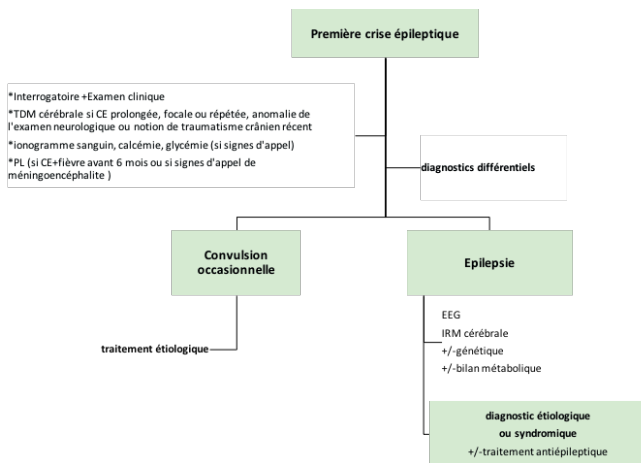 Première crise épileptique
*Interrogatoire +Examen clinique
*TDM cérébrale si CE prolongée, focale ou répétée, anomalie de
l'examen neurologique ou notion de traumatisme crânien récent
*ionogramme sanguin, calcémie, glycémie (si signes d'appel)
*PL (si CE+fièvre avant 6 mois ou si signes d'appel de
méningoencéphalite )
diagnostics différentiels
Convulsion
occasionnelle
Epilepsie
traitement étiologique
EEG
IRM cérébrale
+/-génétique
+/-bilan métabolique
diagnostic étiologique
ou syndromique
+/-traitement antiépileptique